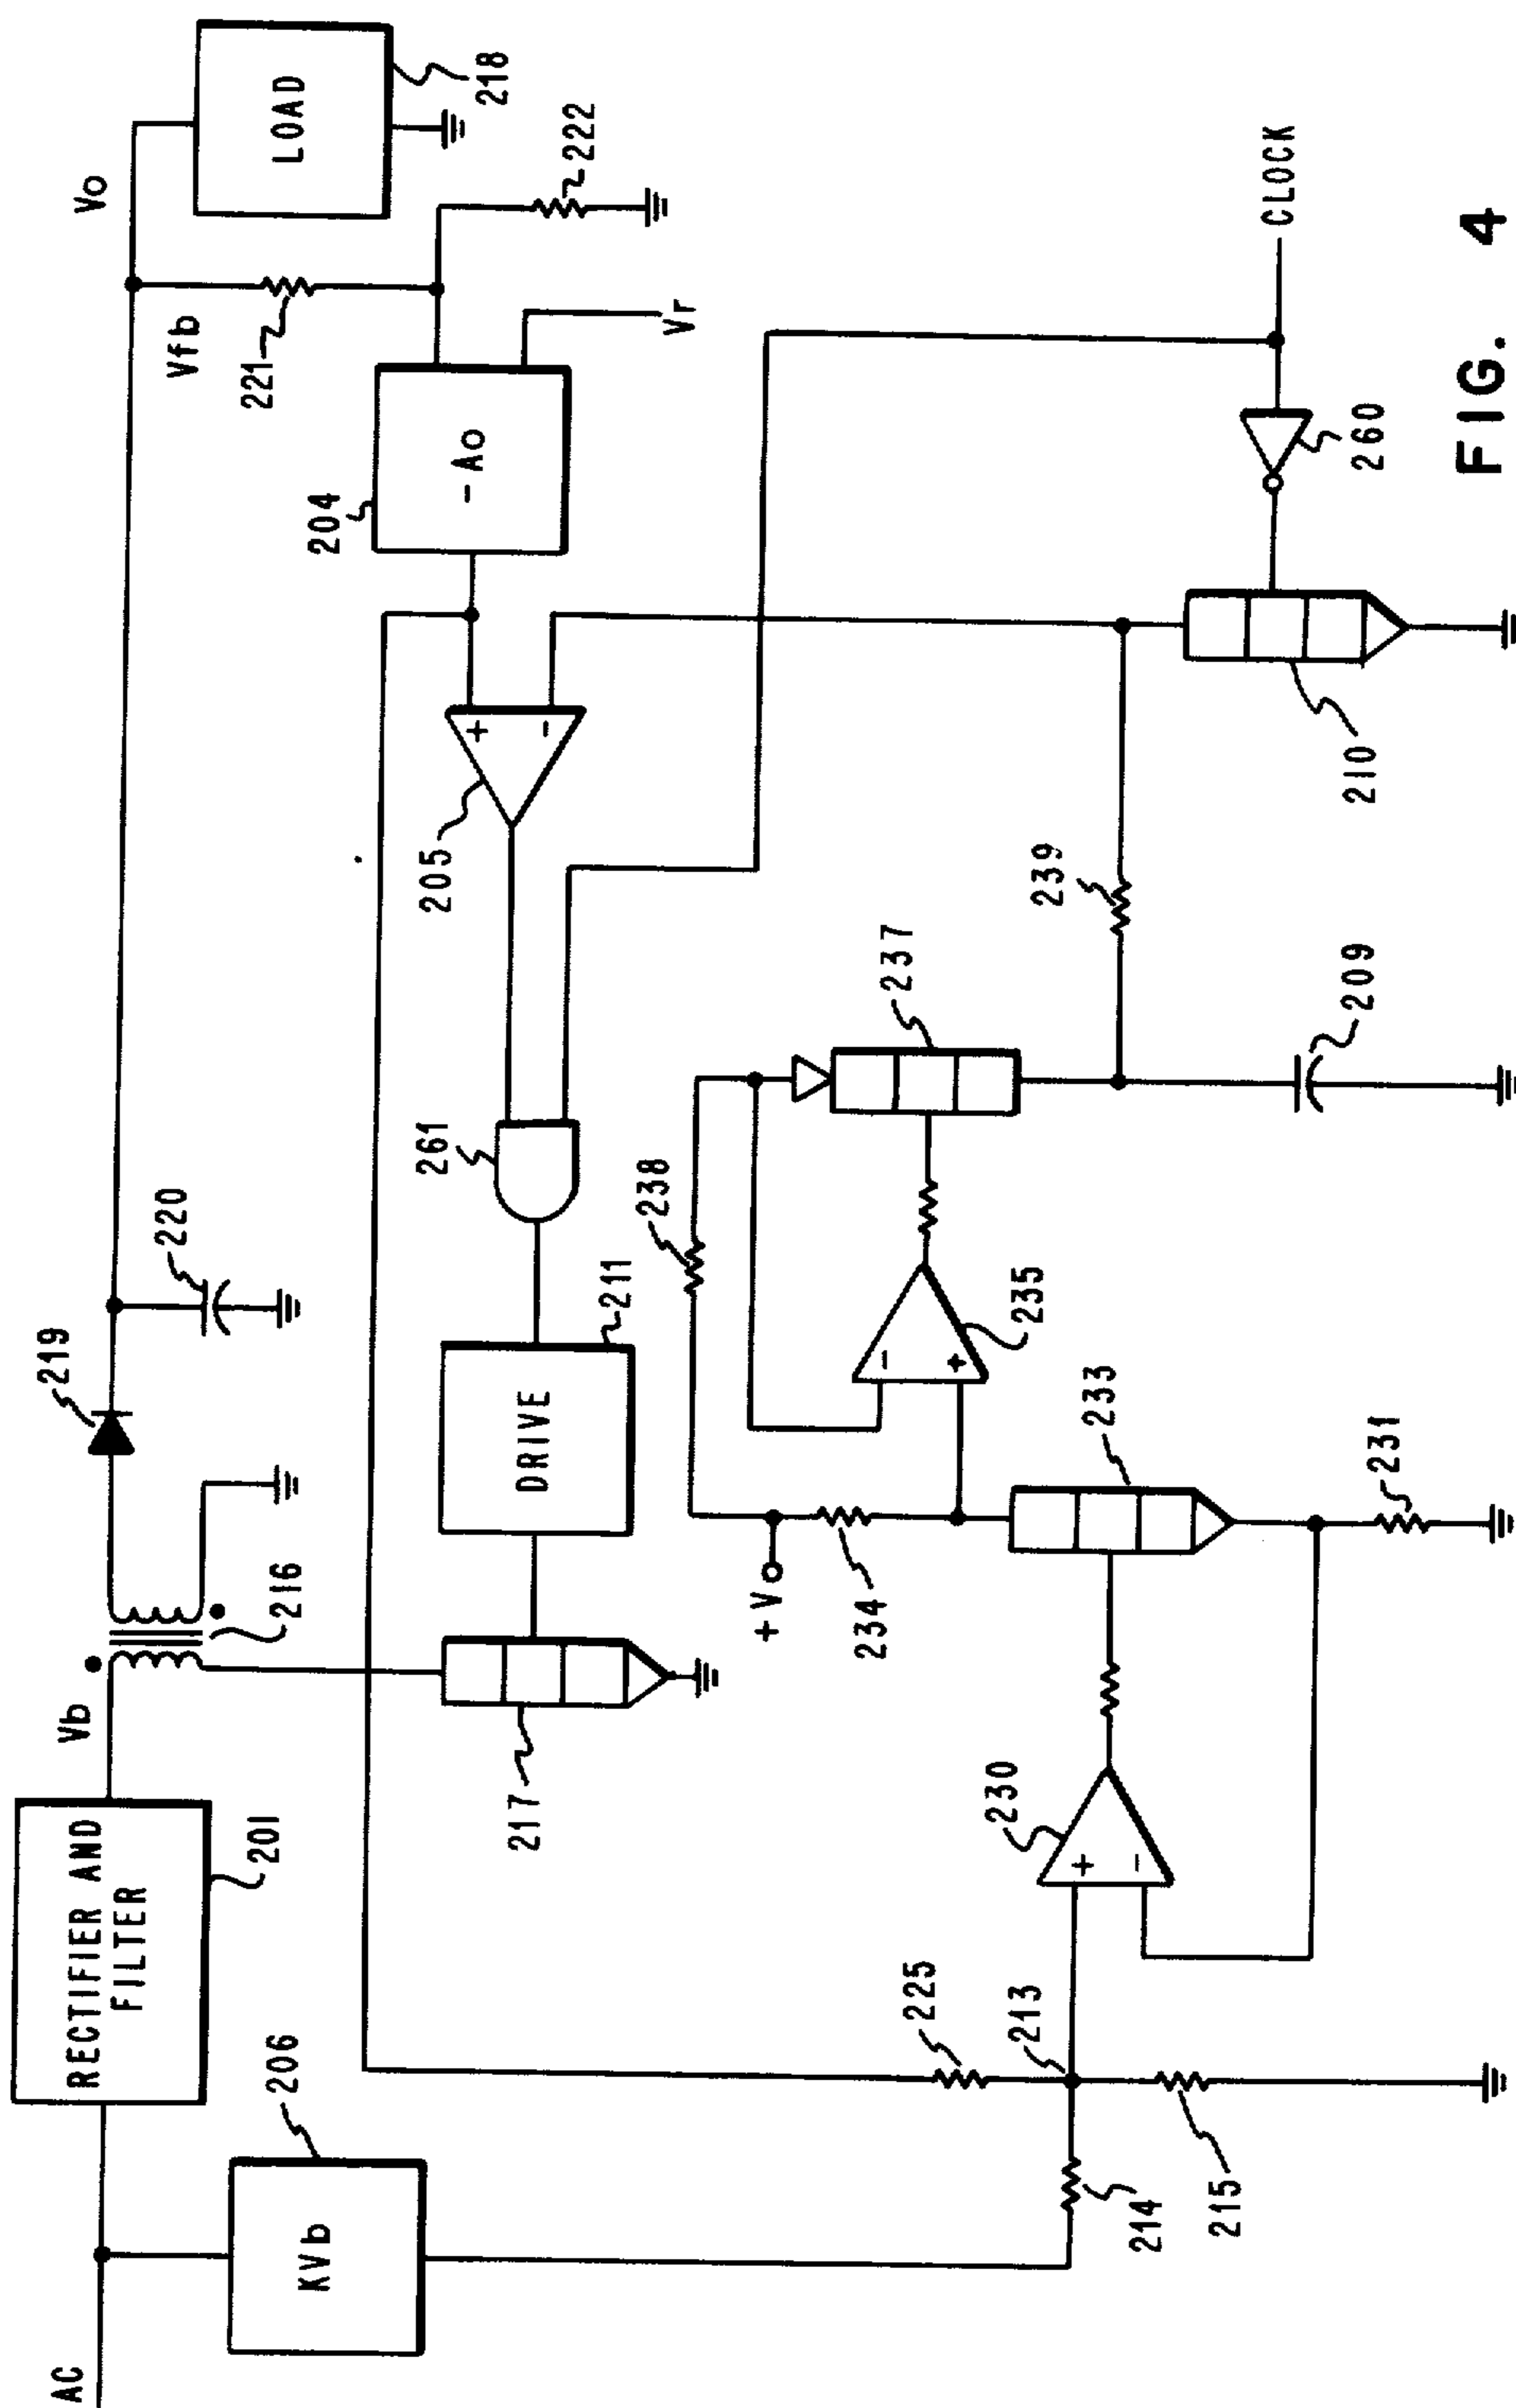 AC
RECTIFIER AND
FILTER
201
Vb
216
219
220
Vo
LOAD
218
Vfb
221
222
KVb
206
217
DRIVE
211
261
205
+
-
204
-Ao
Vr
225
213
214
215
230
+
-
+Vo
234
238
235
-
+
233
231
237
239
209
210
260
CLOCK
FIG. 4